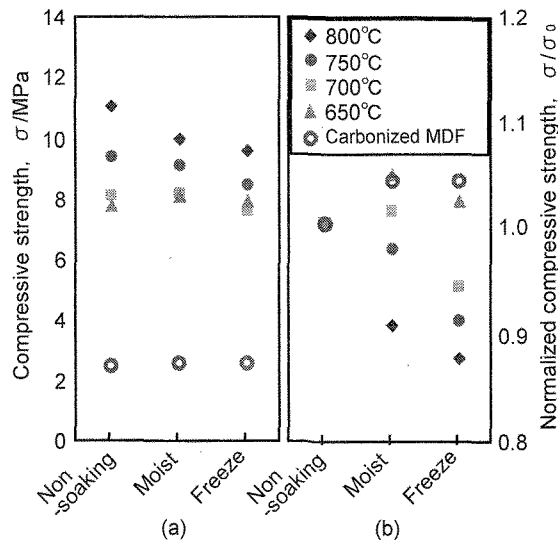 Compressive strength, σ/MPa
14
12
10
8
6
4
2
0
Non
-soaking
Moist
Freeze
(a)
800℃
750℃
700℃
650℃
Carbonized MDF
Non
-soaking
Moist
Freeze
(b)
1.2
1.1
1.0
0.9
0.8
Normalized compressive strength, σ/σ₀